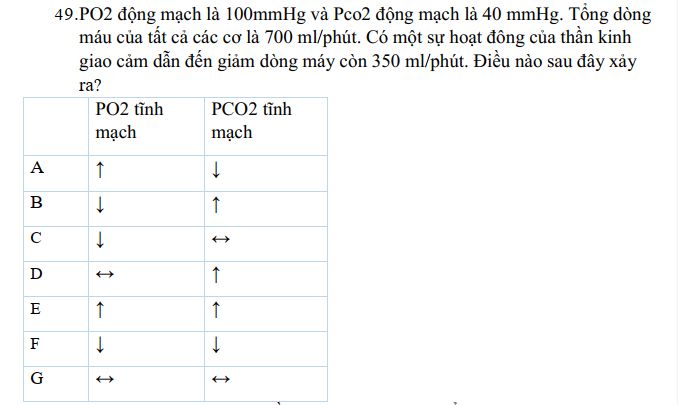 49.PO2 động mạch là 100mmHg và Pco2 động mạch là 40 mmHg. Tổng dòng
máu của tất cả các cơ là 700 ml/phút. Có một sự hoạt đông của thần kinh
giao cảm dẫn đến giảm dòng máy còn 350 ml/phút. Điều nào sau đây xảy
ra?
PO2 tĩnh mạch PCO2 tĩnh mạch
A ↑ ↓
B ↓ ↑
C ↓ ↔
D ↔ ↑
E ↑ ↑
F ↓ ↓
G ↔ ↔